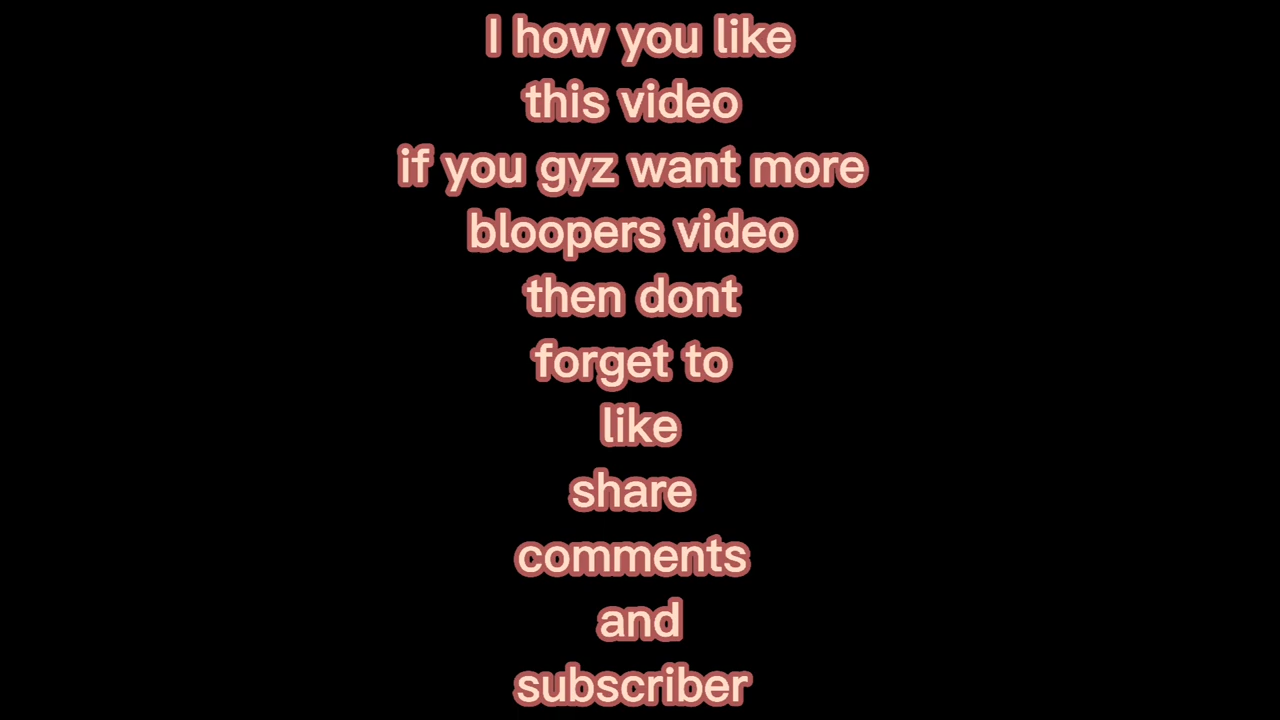 I how you like
this video
if you gyz want more
bloopers video
then dont
forget to
like
share
comments
and
subscriber